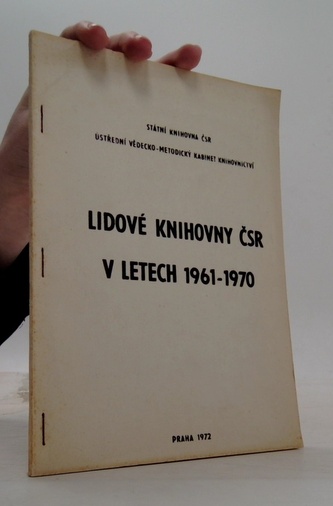 STÁTNÍ KNIHOVNA ČSR
ÚSTŘEDNÍ VĚDECKO-METODICKÝ KABINET KNIHOVNICTVÍ
LIDOVÉ KNIHOVNY ČSR
V LETECH 1961-1970
PRAHA 1972